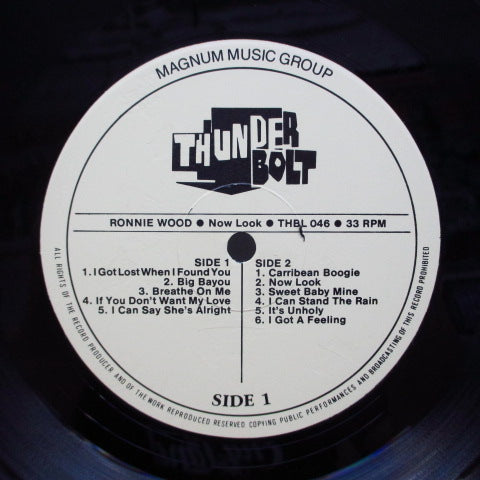 MAGNUM MUSIC GROUP
THUNDER
BOLT
RONNIE WOOD ● Now Look ● THBL 046 ● 33 RPM
SIDE 1
1. I Got Lost When I Found You
2. Big Bayou
3. Breathe On Me
4. If You Don't Want My Love
5. I Can Say She's Alright
SIDE 2
1. Carribean Boogie
2. Now Look
3. Sweet Baby Mine
4. I Can Stand The Rain
5. It's Unholy
6. I Got A Feeling
SIDE 1
ALL RIGHTS OF THE RECORD PRODUCER AND OF THE WORK REPRODUCED RESERVED COPYING PUBLIC PERFORMANCES AND BROADCASTING OF THIS RECORD PROHIBITED